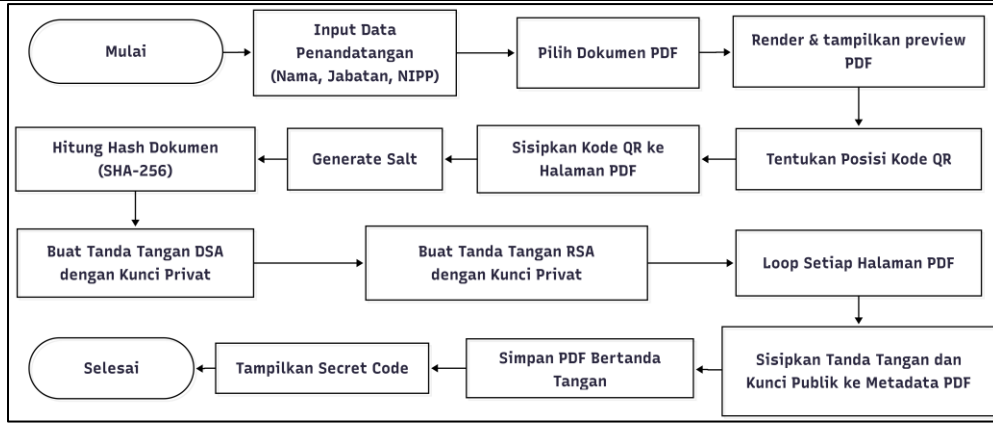 Mulai
Input Data
Penandatangan
(Nama, Jabatan, NIPP)
Pilih Dokumen PDF
Render & tampilkan preview
PDF
Tentukan Posisi Kode QR
Sisipkan Kode QR ke
Halaman PDF
Generate Salt
Hitung Hash Dokumen
(SHA-256)
Buat Tanda Tangan DSA
dengan Kunci Privat
Buat Tanda Tangan RSA
dengan Kunci Privat
Loop Setiap Halaman PDF
Sisipkan Tanda Tangan dan
Kunci Publik ke Metadata PDF
Simpan PDF Bertanda
Tangan
Tampilkan Secret Code
Selesai